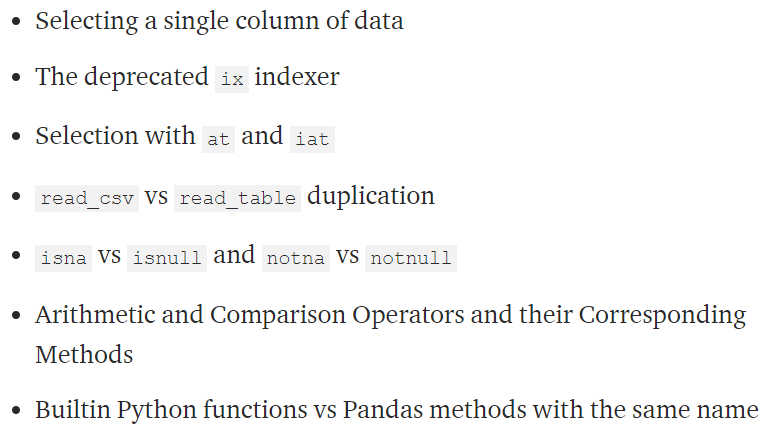 • Selecting a single column of data
• The deprecated ix indexer
• Selection with at and iat
• read_csv vs read_table duplication
• isna vs isnull and notna vs notnull
• Arithmetic and Comparison Operators and their Corresponding
Methods
• Builtin Python functions vs Pandas methods with the same name